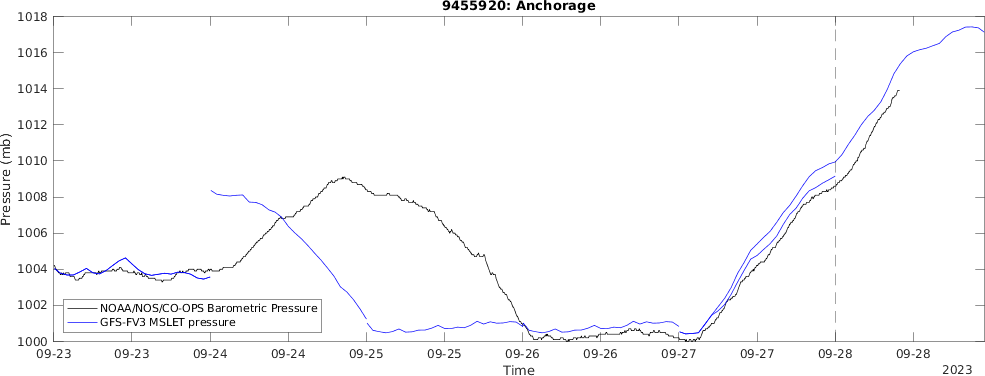 9455920: Anchorage
1018
1016
1014
1012
1010
1008
1006
1004
1002
1000
Pressure (mb)
NOAA/NOS/CO-OPS Barometric Pressure
GFS-FV3 MSLET pressure
09-23 09-23 09-24 09-24 09-25 09-25 09-26 09-26 09-27 09-27 09-28 09-28
Time
2023